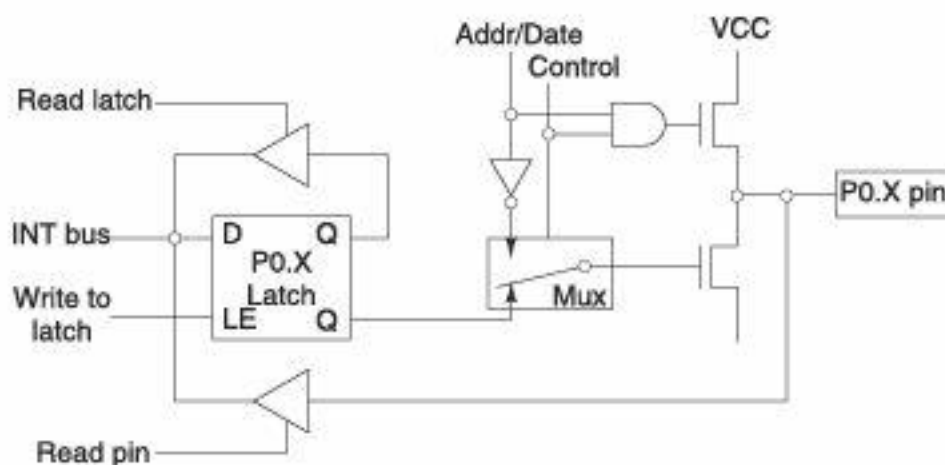 Addr/Date
VCC
Control
Read latch
P0.X pin
INT bus
D Q
P0.X
Latch
Write to
latch
LE Q
Mux
Read pin